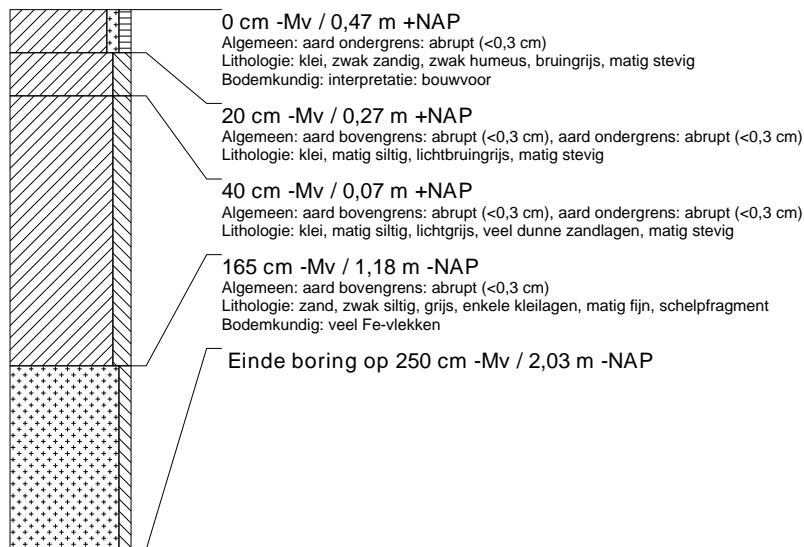 0 cm -Mv / 0,47 m +NAP
Algemeen: aard ondergrens: abrupt (<0,3 cm)
Lithologie: klei, zwak zandig, zwak humeus, bruingrijs, matig stevig
Bodemkundig: interpretatie: bouwvoor
20 cm -Mv / 0,27 m +NAP
Algemeen: aard bovengrens: abrupt (<0,3 cm), aard ondergrens: abrupt (<0,3 cm)
Lithologie: klei, matig siltig, lichtbruingrijs, matig stevig
40 cm -Mv / 0,07 m +NAP
Algemeen: aard bovengrens: abrupt (<0,3 cm), aard ondergrens: abrupt (<0,3 cm)
Lithologie: klei, matig siltig, lichtgrijs, veel dunne zandlagen, matig stevig
165 cm -Mv / 1,18 m -NAP
Algemeen: aard bovengrens: abrupt (<0,3 cm)
Lithologie: zand, zwak siltig, grijs, enkele kleilagen, matig fijn, schelpfragment
Bodemkundig: veel Fe-vlekken
Einde boring op 250 cm -Mv / 2,03 m -NAP